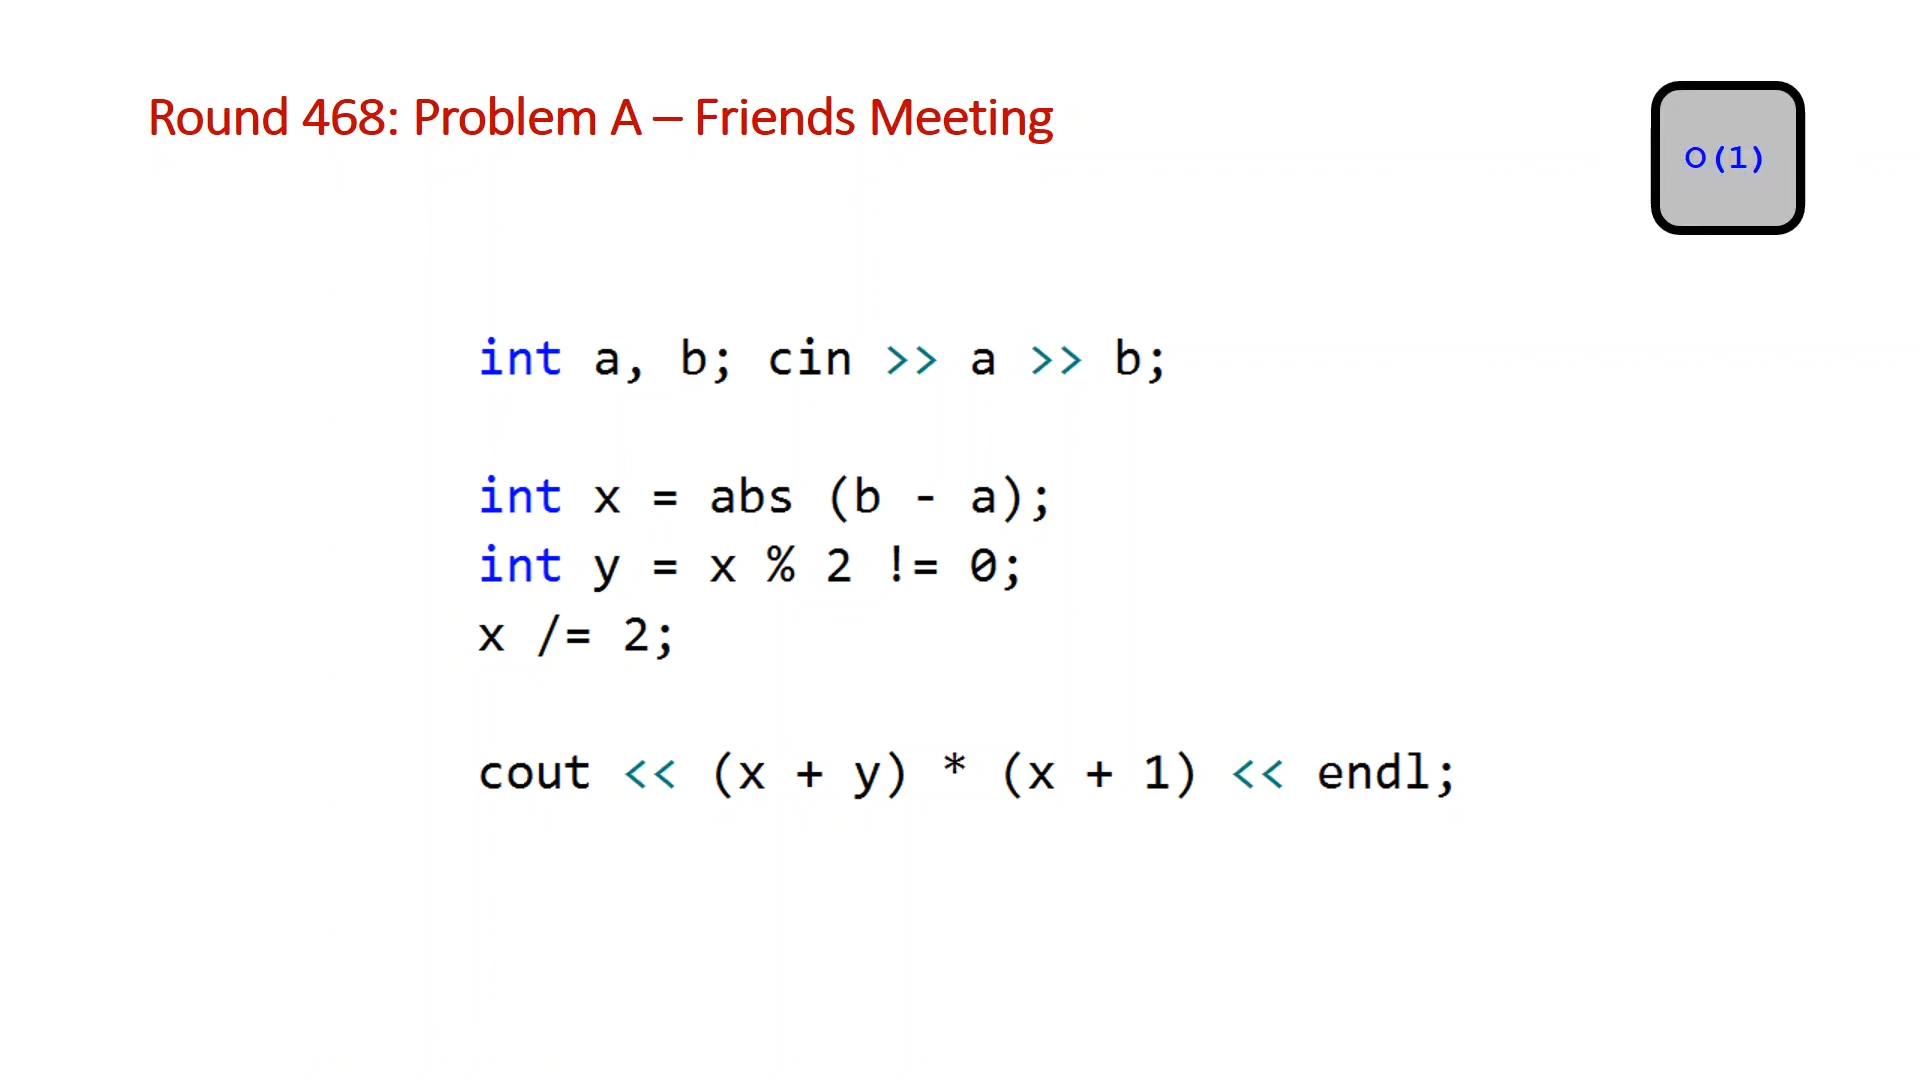 Round 468: Problem A – Friends Meeting
O(1)
int a, b; cin >> a >> b;
int x = abs (b - a);
int y = x % 2 != 0;
x /= 2;
cout << (x + y) * (x + 1) << endl;